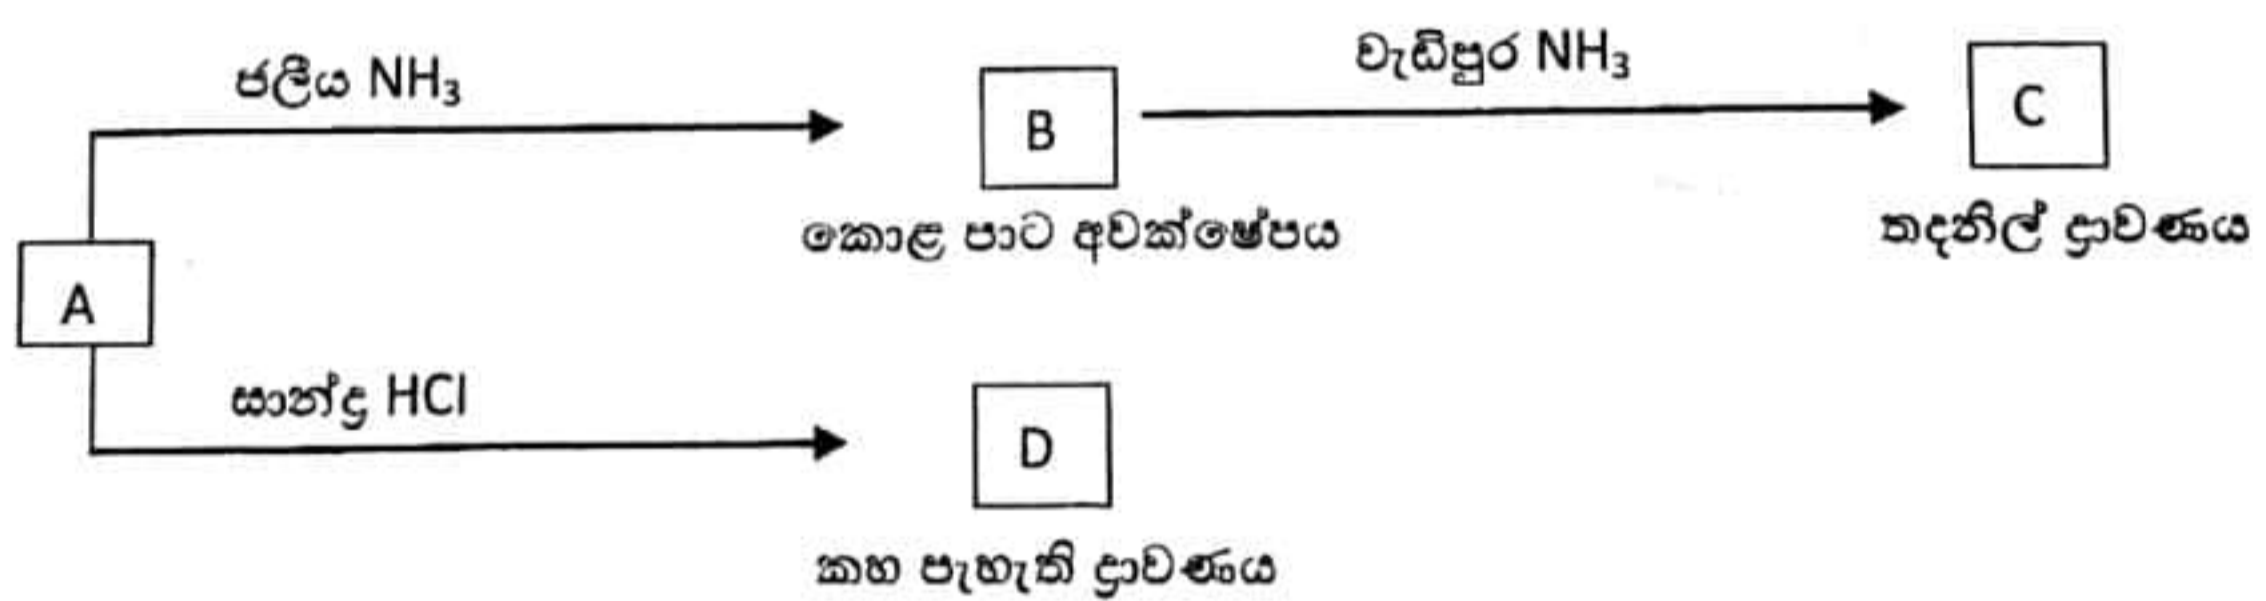 ජලීය NH₃
වැඩිපුර NH₃
B
C
කොළ පාට අවක්ෂේපය
තදනිල් ද්‍රාවණය
A
සාන්ද්‍ර HCl
D
කහ පැහැති ද්‍රාවණය